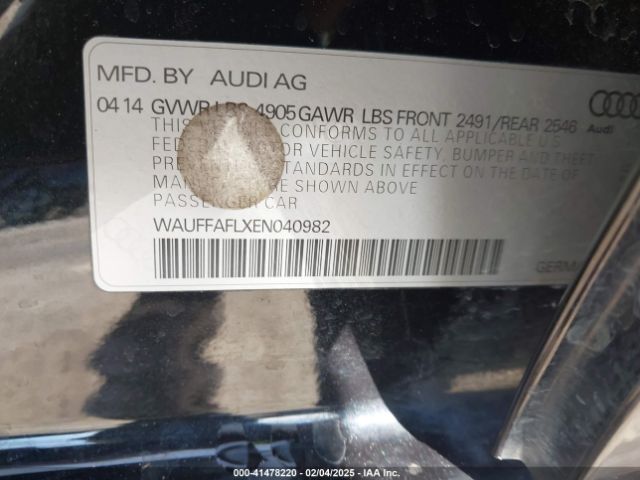 MFD. BY AUDI AG
04 14 GVWR LBS 4905 GAWR LBS FRONT 2491/REAR 2546
Audi
THIS CONFORMS TO ALL APPLICABLE U.S
VEHICLE SAFETY, BUMPER AND THEFT
STANDARDS IN EFFECT ON THE DATE OF
SHOWN ABOVE
PASSENGER CAR
WAUFFAFLXEN040982
000-41478220 - 02/04/2025 - IAA Inc.